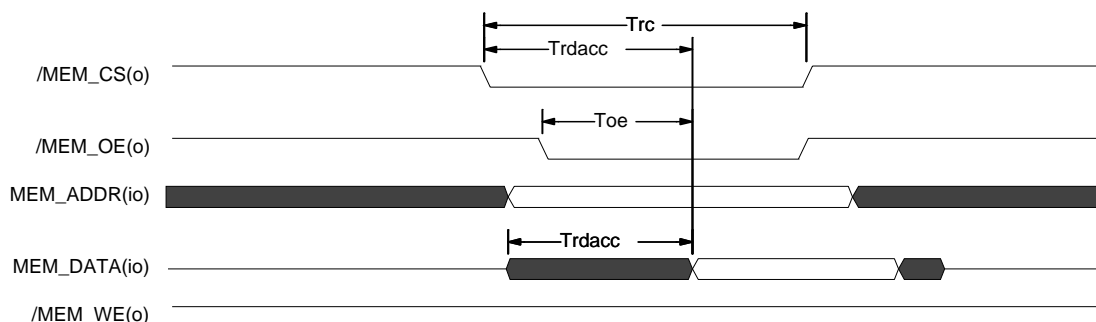 Trc
Trdacc
/MEM_CS(o)
Toe
/MEM_OE(o)
MEM_ADDR(io)
Trdacc
MEM_DATA(io)
/MEM_WE(o)